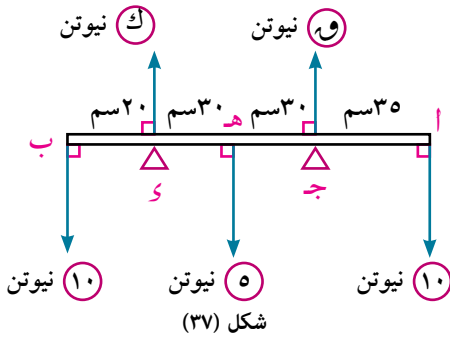 ق نيوتن ك نيوتن
ا ٣٥سم ٣٠سم هـ ٣٠سم ٢٠سم ب
جـ ء
١٠ نيوتن ٥ نيوتن ١٠ نيوتن
شكل (٣٧)